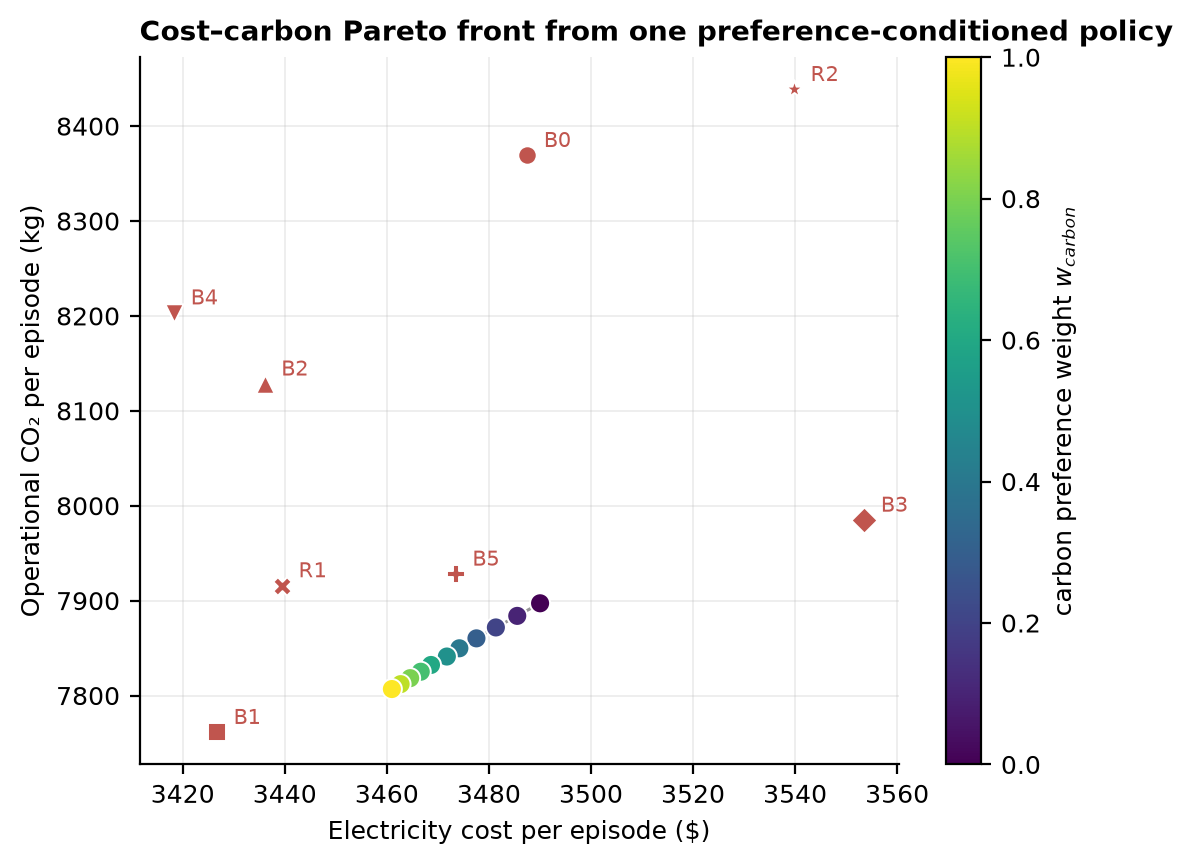 Cost–carbon Pareto front from one preference-conditioned policy
Operational CO₂ per episode (kg)
8400
8300
8200
8100
8000
7900
7800
R2
B0
B4
B2
B3
R1
B5
B1
3420
3440
3460
3480
3500
3520
3540
3560
Electricity cost per episode ($)
1.0
0.8
0.6
0.4
0.2
0.0
carbon preference weight w_carbon